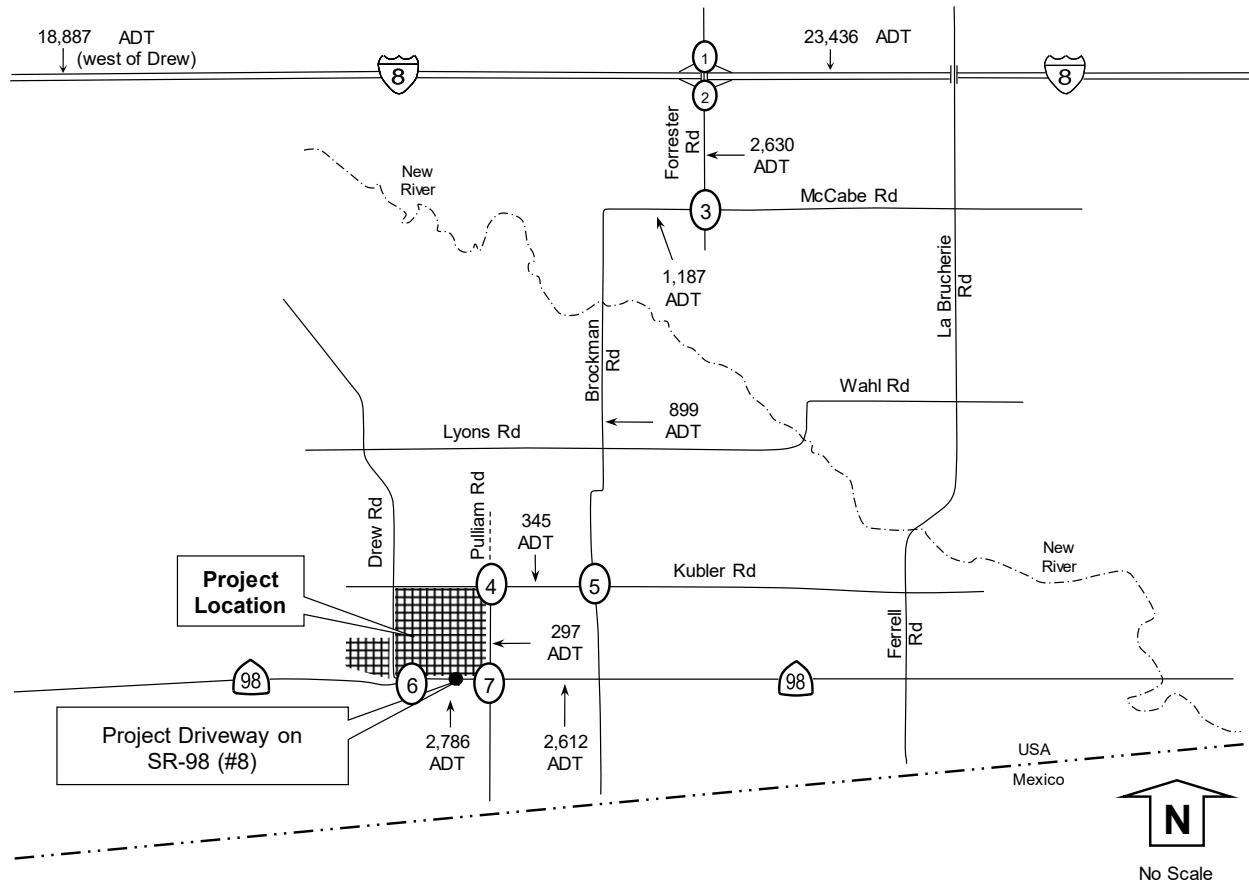 18,887 ADT
(west of Drew)
23,436 ADT
8
8
1
2
Forrester
Rd
2,630
ADT
New
River
3
McCabe Rd
1,187
ADT
La Brucherie
Rd
Brockman
Rd
Wahl Rd
899
ADT
Lyons Rd
Drew Rd
Pulliam Rd
345
ADT
New
River
Project
Location
4
5
Kubler Rd
297
ADT
Ferrell
Rd
98
6
7
98
Project Driveway on
SR-98 (#8)
2,786
ADT
2,612
ADT
USA
Mexico
N
No Scale